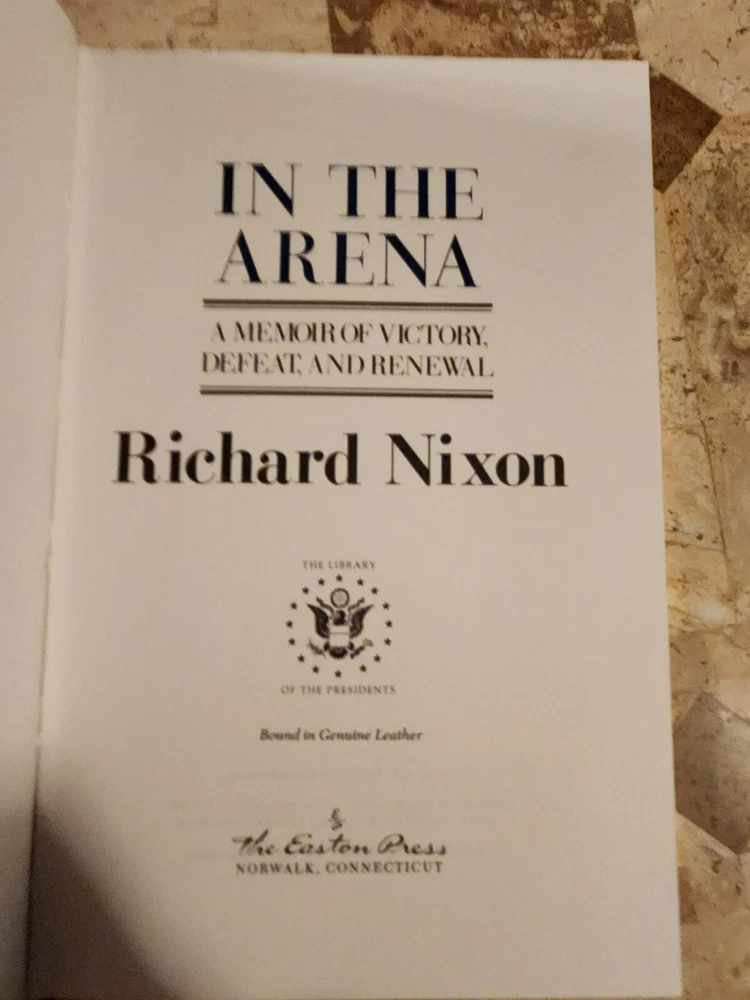 IN THE
ARENA
A MEMOIR OF VICTORY,
DEFEAT, AND RENEWAL
Richard Nixon
THE LIBRARY
OF THE PRESIDENTS
Bound in Genuine Leather
The Easton Press
NORWALK, CONNECTICUT